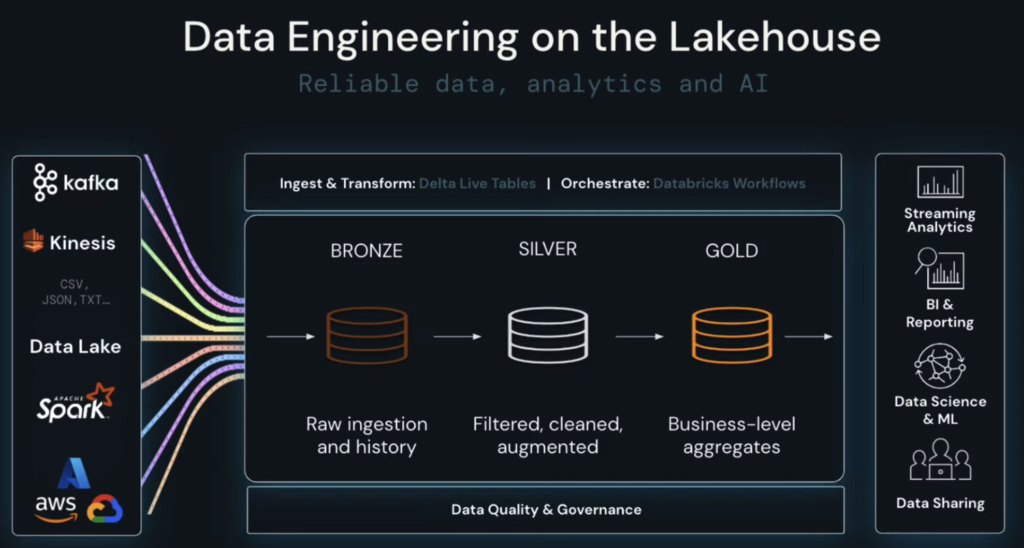 Data Engineering on the Lakehouse
Reliable data, analytics and AI
kafka
Kinesis
CSV,
JSON, TXT...
Data Lake
APACHE
Spark™
aws
Ingest & Transform: Delta Live Tables | Orchestrate: Databricks Workflows
BRONZE
SILVER
GOLD
Raw ingestion
and history
Filtered, cleaned,
augmented
Business-level
aggregates
Data Quality & Governance
Streaming
Analytics
BI &
Reporting
Data Science
& ML
Data Sharing